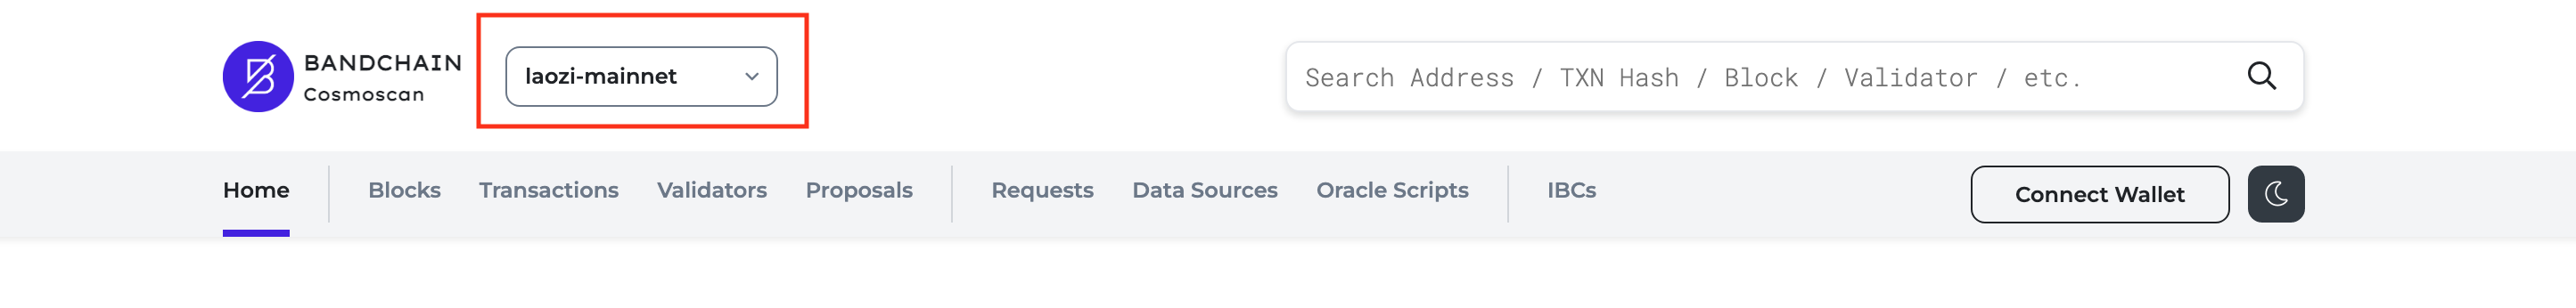 BANDCHAIN
Cosmoscan
laozi-mainnet
Search Address / TXN Hash / Block / Validator / etc.
Home Blocks Transactions Validators Proposals Requests Data Sources Oracle Scripts IBCs Connect Wallet